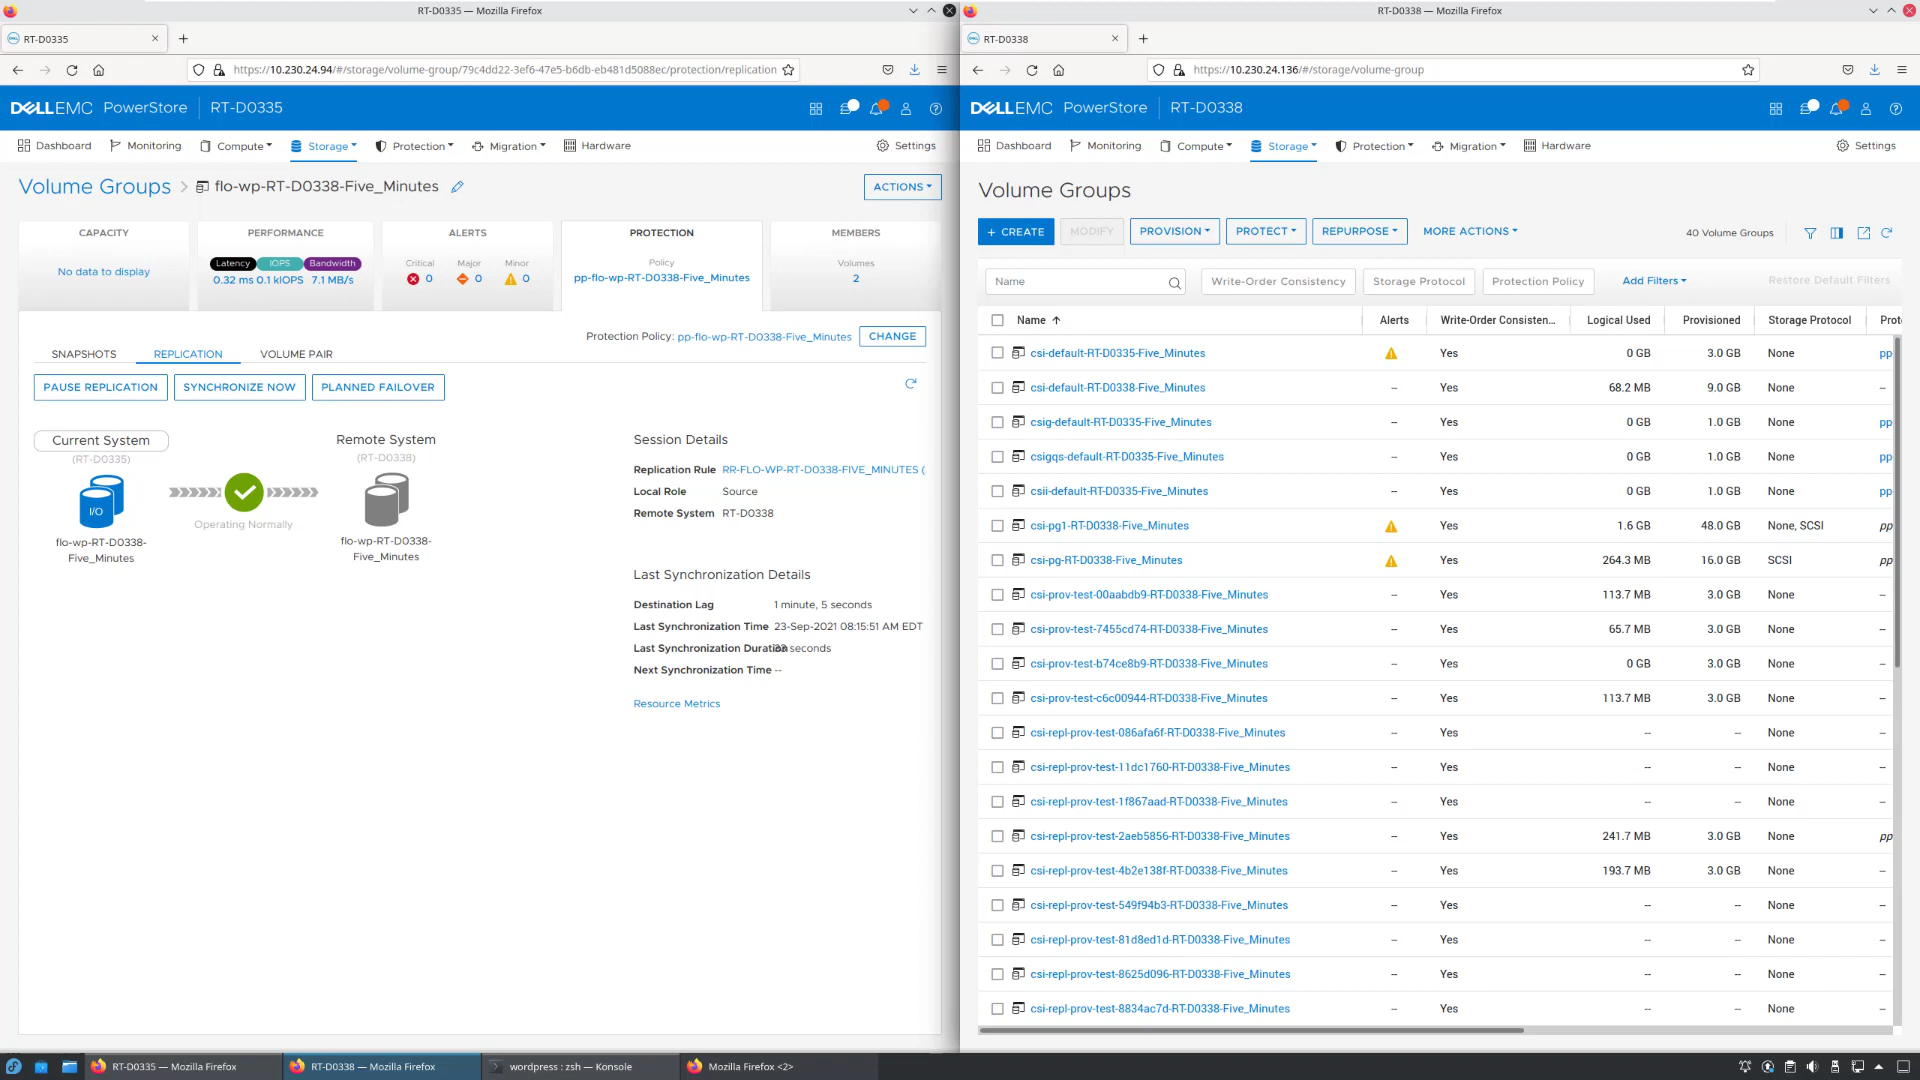 RT-D0335 — Mozilla Firefox
RT-D0335
https://10.230.24.94/#/storage/volume-group/79c4dd22-3ef6-47e5-b6db-eb481d5088ec/protection/replication
DELLEMC PowerStore RT-D0335
Dashboard Monitoring Compute Storage Protection Migration Hardware Settings
Volume Groups > flo-wp-RT-D0338-Five_Minutes ACTIONS
CAPACITY
No data to display
PERFORMANCE
Latency IOPS Bandwidth
0.32 ms 0.1 kIOPS 7.1 MB/s
ALERTS
Critical Major Minor
0 0 0
PROTECTION
Policy
pp-flo-wp-RT-D0338-Five_Minutes
MEMBERS
Volumes
2
Protection Policy: pp-flo-wp-RT-D0338-Five_Minutes CHANGE
SNAPSHOTS REPLICATION VOLUME PAIR
PAUSE REPLICATION SYNCHRONIZE NOW PLANNED FAILOVER
Current System
(RT-D0335)
I/O
flo-wp-RT-D0338-
Five_Minutes
Operating Normally
Remote System
(RT-D0338)
flo-wp-RT-D0338-
Five_Minutes
Session Details
Replication Rule RR-FLO-WP-RT-D0338-FIVE_MINUTES (
Local Role Source
Remote System RT-D0338
Last Synchronization Details
Destination Lag 1 minute, 5 seconds
Last Synchronization Time 23-Sep-2021 08:15:51 AM EDT
Last Synchronization Duration seconds
Next Synchronization Time --
Resource Metrics
RT-D0338 — Mozilla Firefox
RT-D0338
https://10.230.24.136/#/storage/volume-group
DELLEMC PowerStore RT-D0338
Dashboard Monitoring Compute Storage Protection Migration Hardware Settings
Volume Groups
+ CREATE MODIFY PROVISION PROTECT REPURPOSE MORE ACTIONS 40 Volume Groups
Name Write-Order Consistency Storage Protocol Protection Policy Add Filters Restore Default Filters
Name ↑ Alerts Write-Order Consisten... Logical Used Provisioned Storage Protocol Prote
csi-default-RT-D0335-Five_Minutes Yes 0 GB 3.0 GB None pp
csi-default-RT-D0338-Five_Minutes -- Yes 68.2 MB 9.0 GB None --
csig-default-RT-D0335-Five_Minutes -- Yes 0 GB 1.0 GB None pp
csigqs-default-RT-D0335-Five_Minutes -- Yes 0 GB 1.0 GB None pp
csii-default-RT-D0335-Five_Minutes -- Yes 0 GB 1.0 GB None pp
csi-pg1-RT-D0338-Five_Minutes Yes 1.6 GB 48.0 GB None, SCSI pp
csi-pg-RT-D0338-Five_Minutes Yes 264.3 MB 16.0 GB SCSI pp
csi-prov-test-00aabdb9-RT-D0338-Five_Minutes -- Yes 113.7 MB 3.0 GB None --
csi-prov-test-7455cd74-RT-D0338-Five_Minutes -- Yes 65.7 MB 3.0 GB None --
csi-prov-test-b74ce8b9-RT-D0338-Five_Minutes -- Yes 0 GB 3.0 GB None --
csi-prov-test-c6c00944-RT-D0338-Five_Minutes -- Yes 113.7 MB 3.0 GB None --
csi-repl-prov-test-086afa6f-RT-D0338-Five_Minutes -- Yes -- -- None --
csi-repl-prov-test-11dc1760-RT-D0338-Five_Minutes -- Yes -- -- None --
csi-repl-prov-test-1f867aad-RT-D0338-Five_Minutes -- Yes -- -- None --
csi-repl-prov-test-2aeb5856-RT-D0338-Five_Minutes -- Yes 241.7 MB 3.0 GB None pp
csi-repl-prov-test-4b2e138f-RT-D0338-Five_Minutes -- Yes 193.7 MB 3.0 GB None --
csi-repl-prov-test-549f94b3-RT-D0338-Five_Minutes -- Yes -- -- None --
csi-repl-prov-test-81d8ed1d-RT-D0338-Five_Minutes -- Yes -- -- None --
csi-repl-prov-test-8625d096-RT-D0338-Five_Minutes -- Yes -- -- None --
csi-repl-prov-test-8834ac7d-RT-D0338-Five_Minutes -- Yes -- -- None --
RT-D0335 — Mozilla Firefox RT-D0338 — Mozilla Firefox wordpress : zsh — Konsole Mozilla Firefox <2>